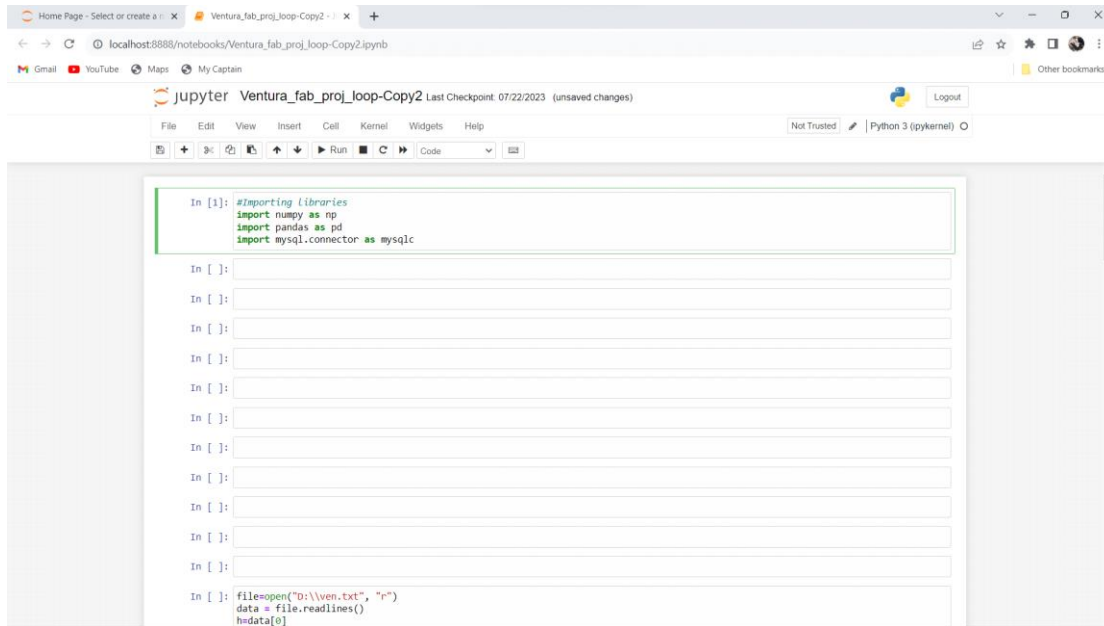 Home Page - Select or create a n
Ventura_fab_proj_loop-Copy2 - J
localhost:8888/notebooks/Ventura_fab_proj_loop-Copy2.ipynb
Gmail YouTube Maps My Captain Other bookmarks
jupyter Ventura_fab_proj_loop-Copy2 Last Checkpoint: 07/22/2023 (unsaved changes) Logout
File Edit View Insert Cell Kernel Widgets Help Not Trusted Python 3 (ipykernel)
Run Code
In [1]: #Importing libraries
import numpy as np
import pandas as pd
import mysql.connector as mysqlc
In [ ]:
In [ ]:
In [ ]:
In [ ]:
In [ ]:
In [ ]:
In [ ]:
In [ ]:
In [ ]:
In [ ]:
In [ ]:
In [ ]: file=open("D:\\ven.txt", "r")
data = file.readlines()
h=data[0]